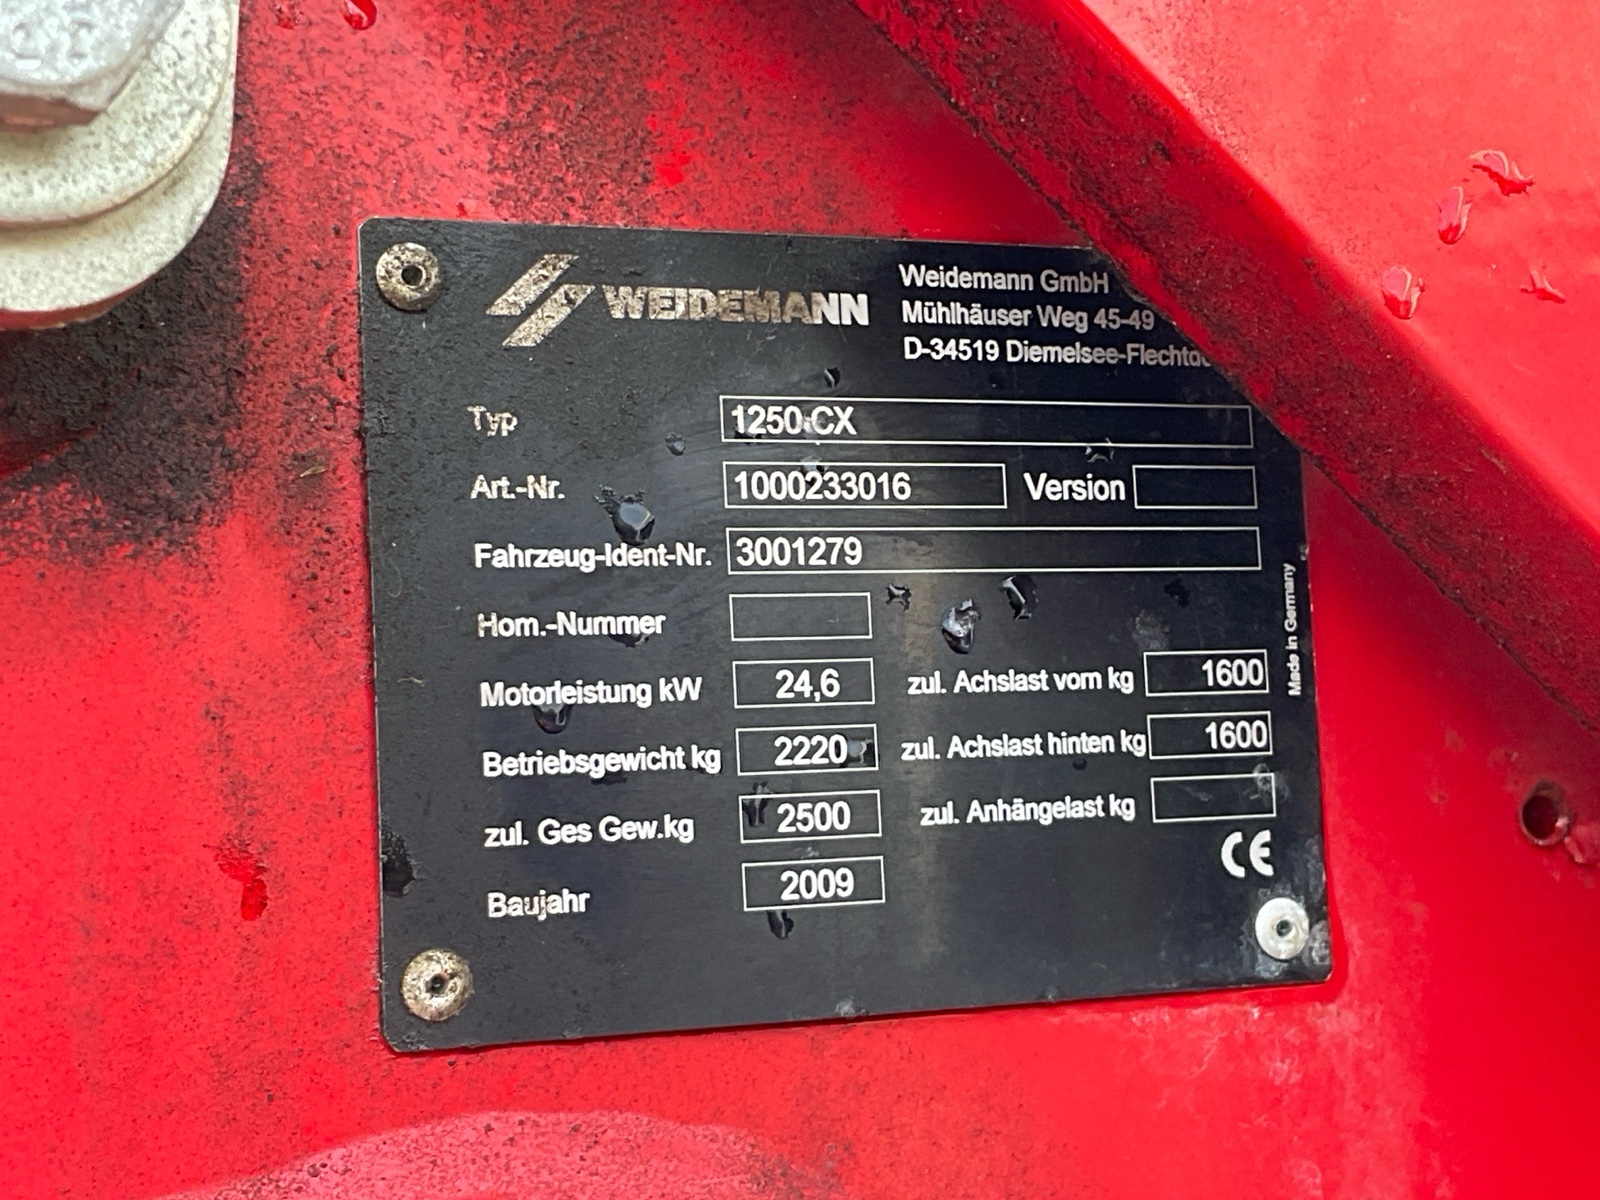 WEIDEMANN
Weidemann GmbH
Mühlhäuser Weg 45-49
D-34519
Typ 1250 CX
Art.-Nr. 1000233016 Version
Fahrzeug-Ident-Nr. 3001279
Hom.-Nummer
Motorleistung kW 24,6 zul. Achslast vorn kg 1600
Betriebsgewicht kg 2220 zul. Achslast hinten kg 1600
zul. Ges Gew.kg 2500 zul. Anhängelast kg
Baujahr 2009
CE
Made in Germany